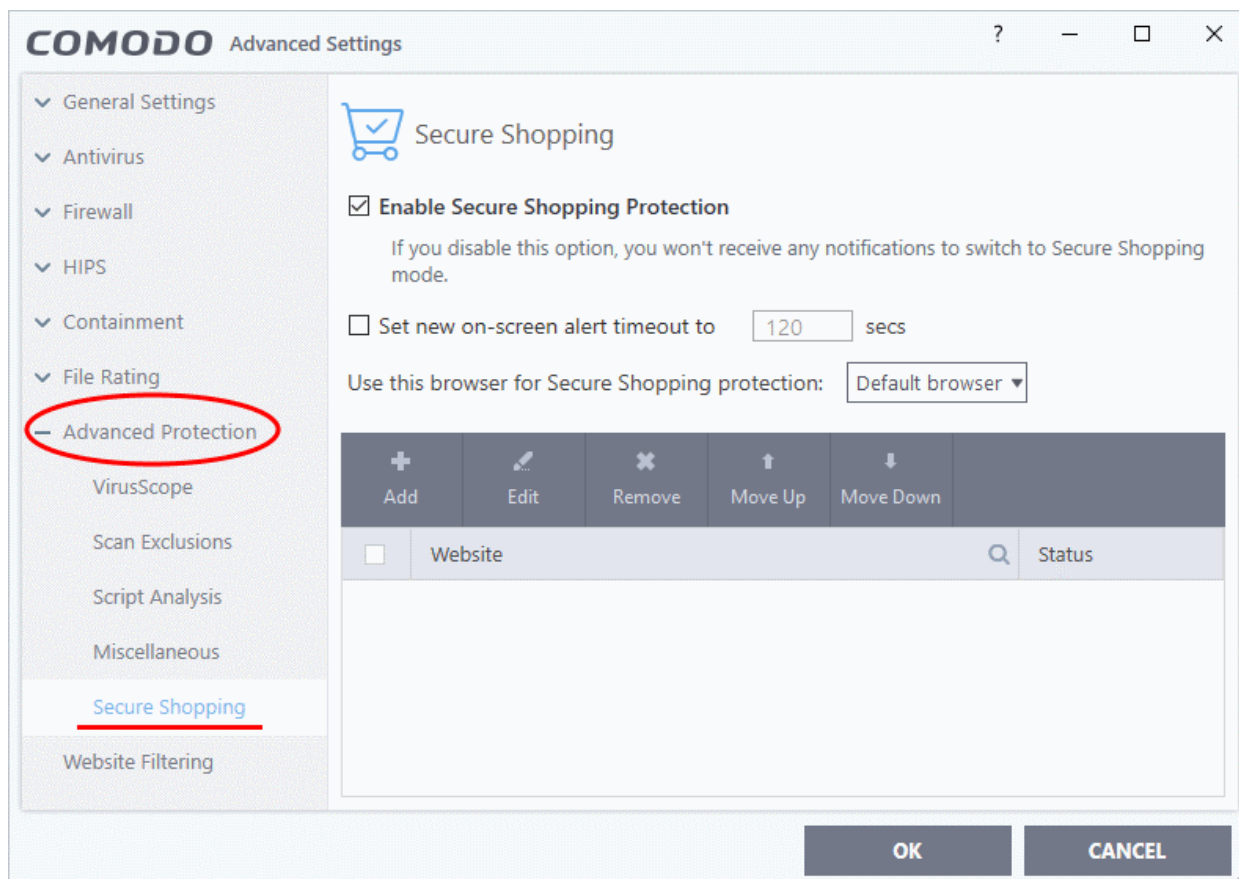 COMODO Advanced Settings ?
General Settings
Antivirus
Firewall
HIPS
Containment
File Rating
Advanced Protection
VirusScope
Scan Exclusions
Script Analysis
Miscellaneous
Secure Shopping
Website Filtering
Secure Shopping
Enable Secure Shopping Protection
If you disable this option, you won't receive any notifications to switch to Secure Shopping
mode.
Set new on-screen alert timeout to 120 secs
Use this browser for Secure Shopping protection: Default browser
Add Edit Remove Move Up Move Down
Website Status
OK CANCEL